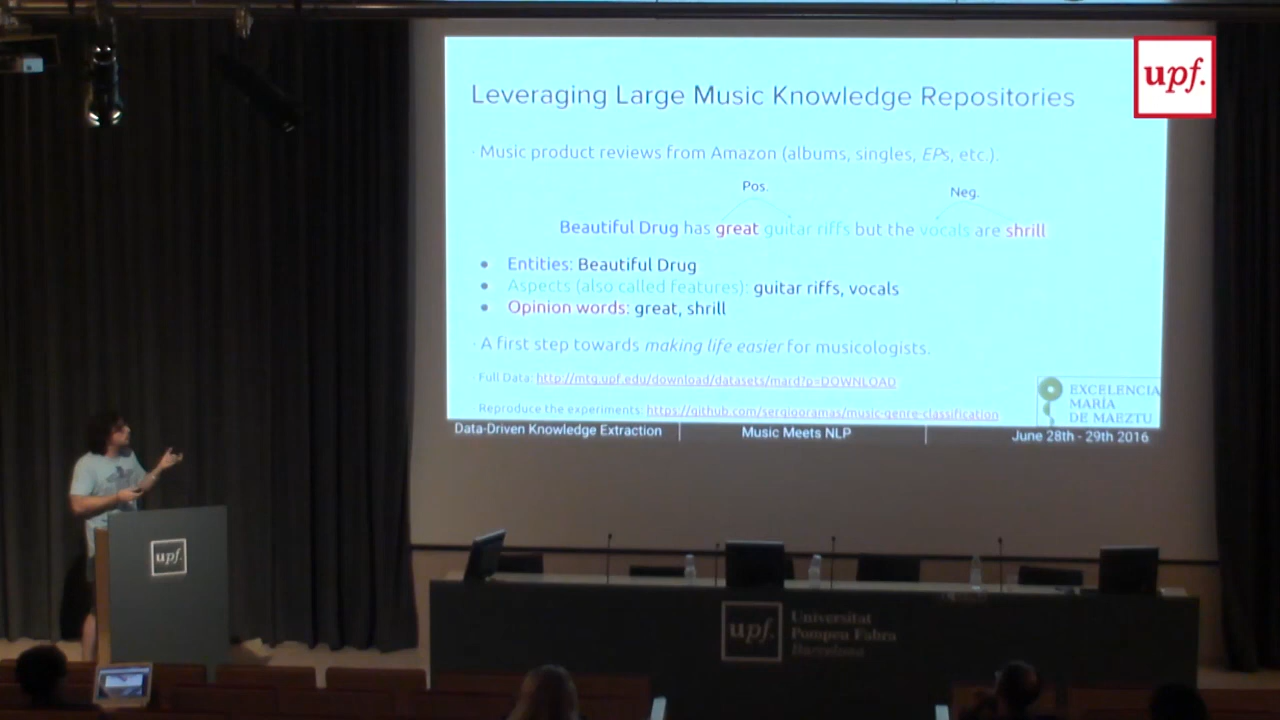 upf.
Leveraging Large Music Knowledge Repositories
· Music product reviews from Amazon (albums, singles, EPs, etc.).
Pos.
Neg.
Beautiful Drug has great guitar riffs but the vocals are shrill
• Entities: Beautiful Drug
• Aspects (also called features): guitar riffs, vocals
• Opinion words: great, shrill
· A first step towards making life easier for musicologists.
Full Data: http://mtg.upf.edu/download/datasets/mard?p=DOWNLOAD
Reproduce the experiments: https://github.com/sergiooramas/music-genre-classification
EXCELENCIA
MARÍA
DE MAEZTU
Data-Driven Knowledge Extraction
Music Meets NLP
June 28th - 29th 2016
upf.
upf.
Universitat
Pompeu Fabra
Barcelona